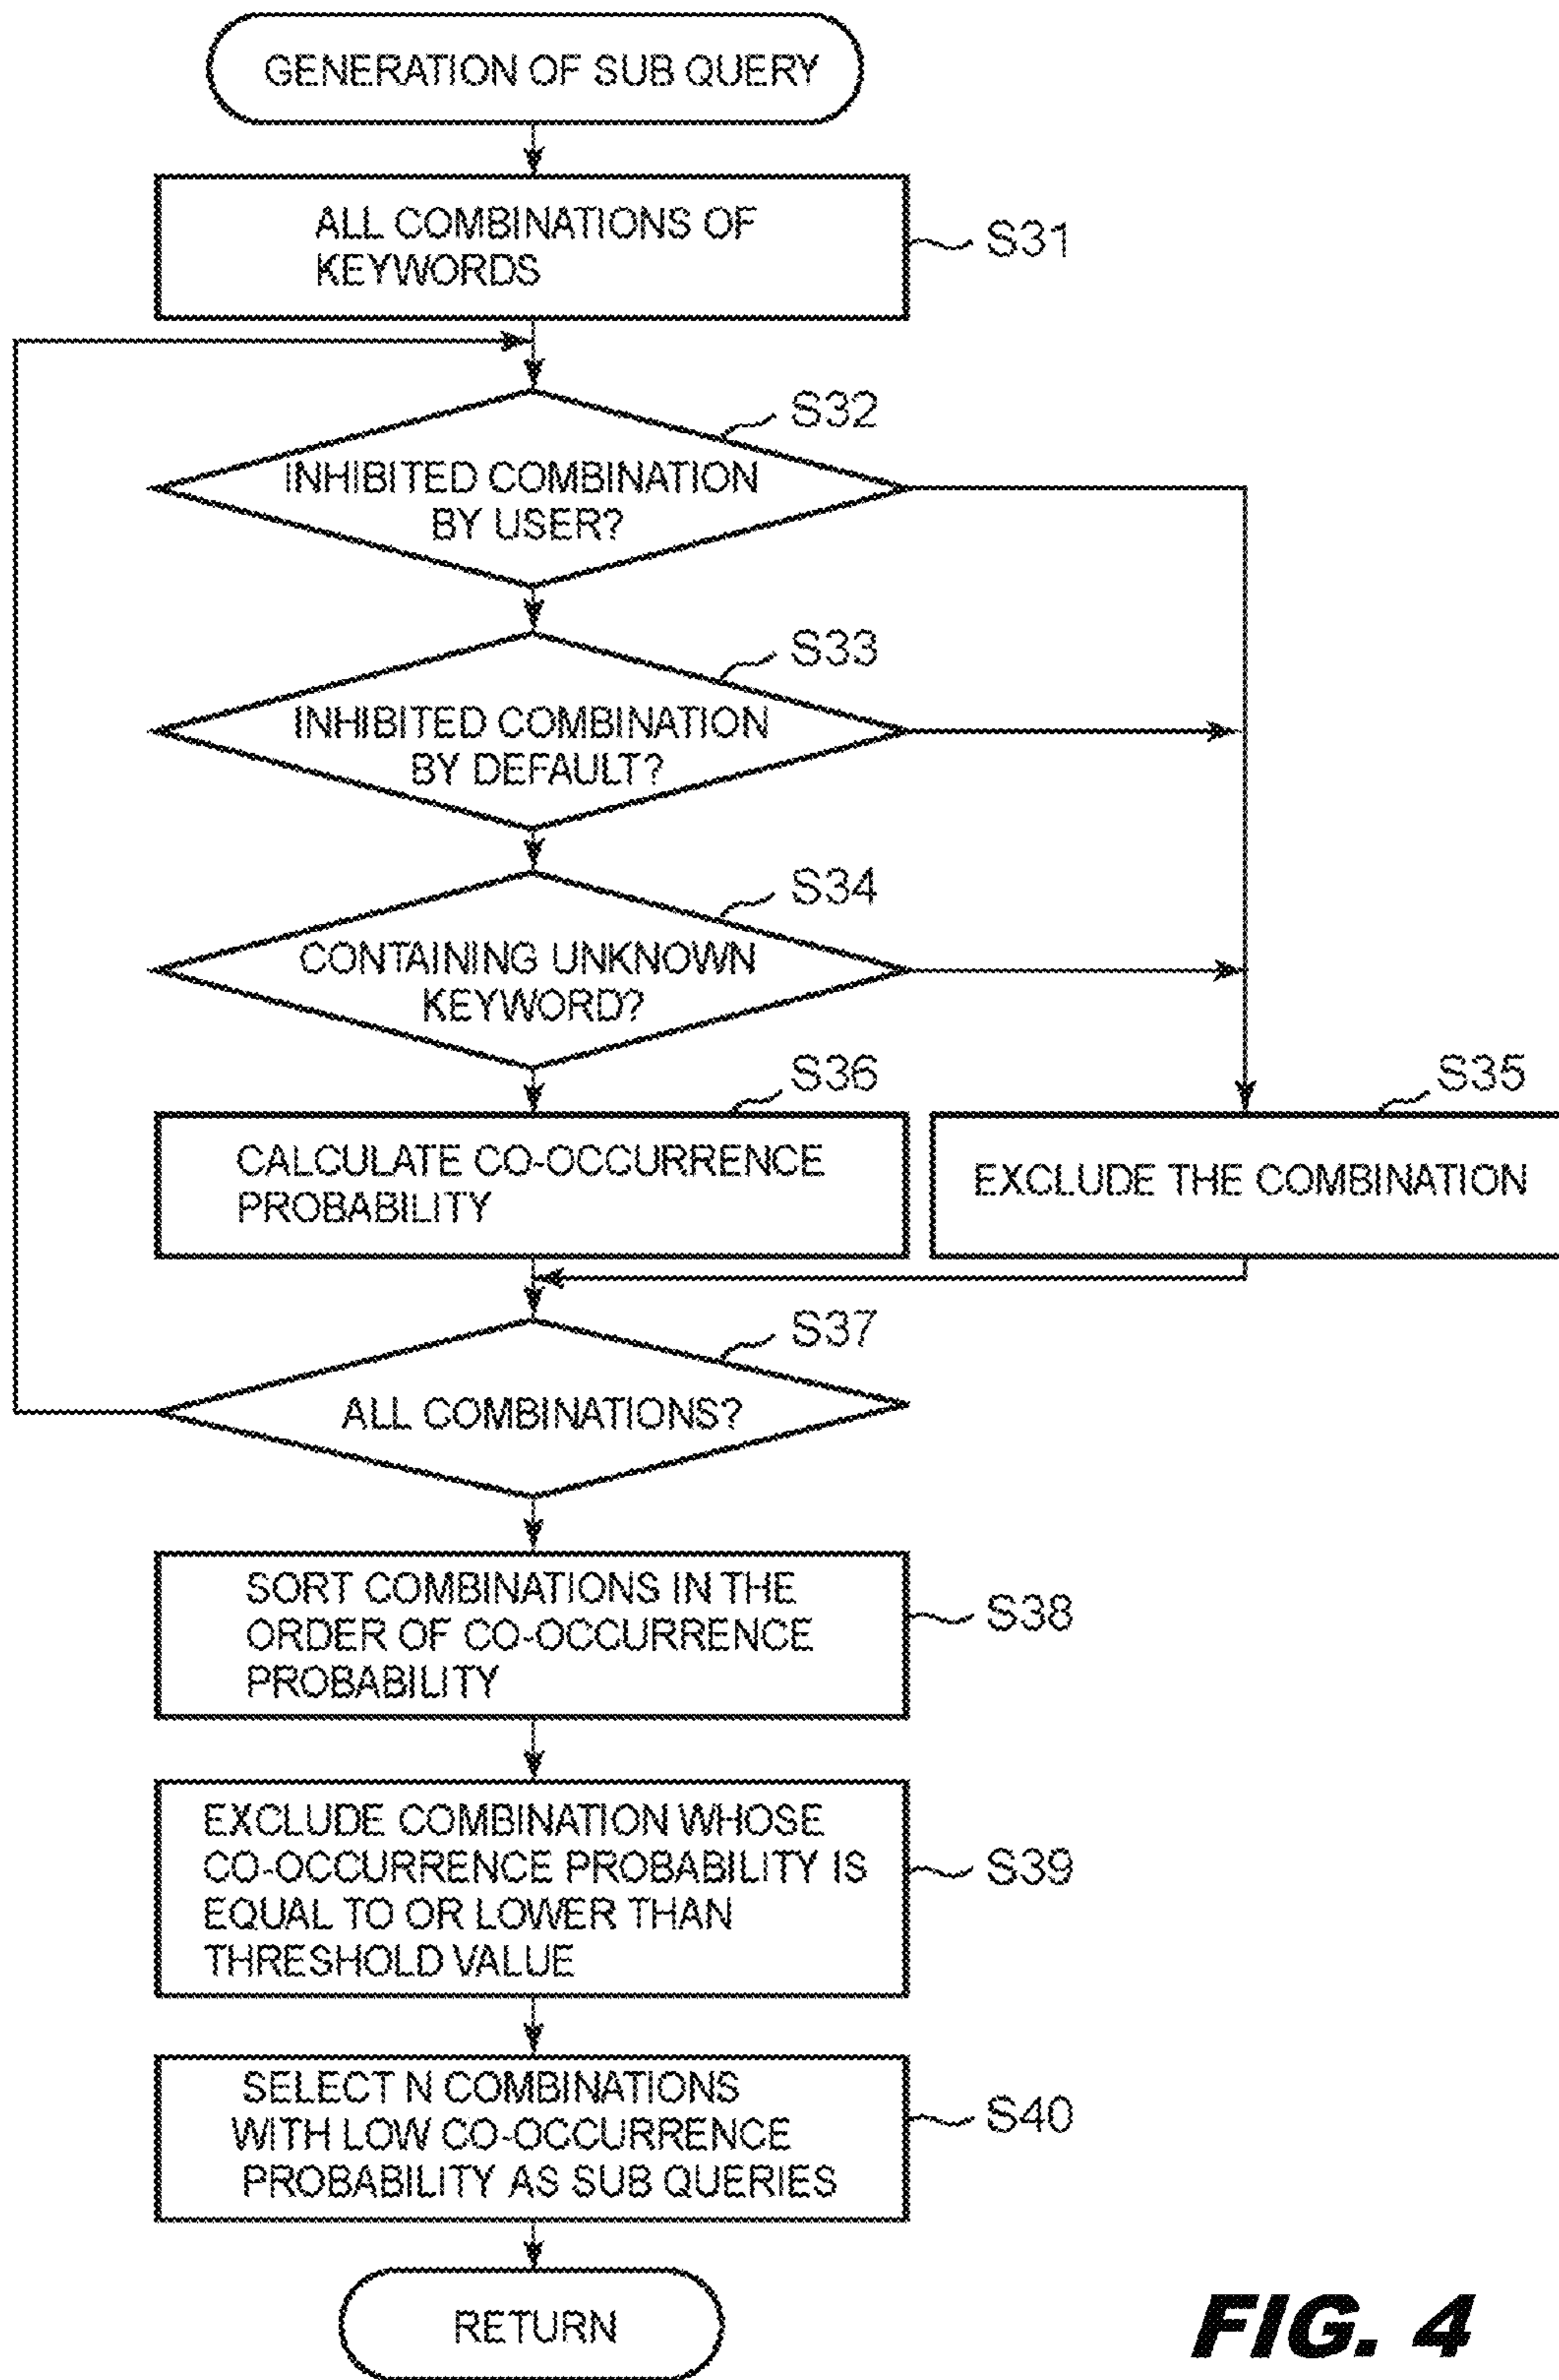 GENERATION OF SUB QUERY
ALL COMBINATIONS OF
KEYWORDS
S31
S32
INHIBITED COMBINATION
BY USER?
S33
INHIBITED COMBINATION
BY DEFAULT?
S34
CONTAINING UNKNOWN
KEYWORD?
S36
CALCULATE CO-OCCURRENCE
PROBABILITY
S35
EXCLUDE THE COMBINATION
S37
ALL COMBINATIONS?
SORT COMBINATIONS IN THE
ORDER OF CO-OCCURRENCE
PROBABILITY
S38
EXCLUDE COMBINATION WHOSE
CO-OCCURRENCE PROBABILITY IS
EQUAL TO OR LOWER THAN
THRESHOLD VALUE
S39
SELECT N COMBINATIONS
WITH LOW CO-OCCURRENCE
PROBABILITY AS SUB QUERIES
S40
RETURN
FIG. 4